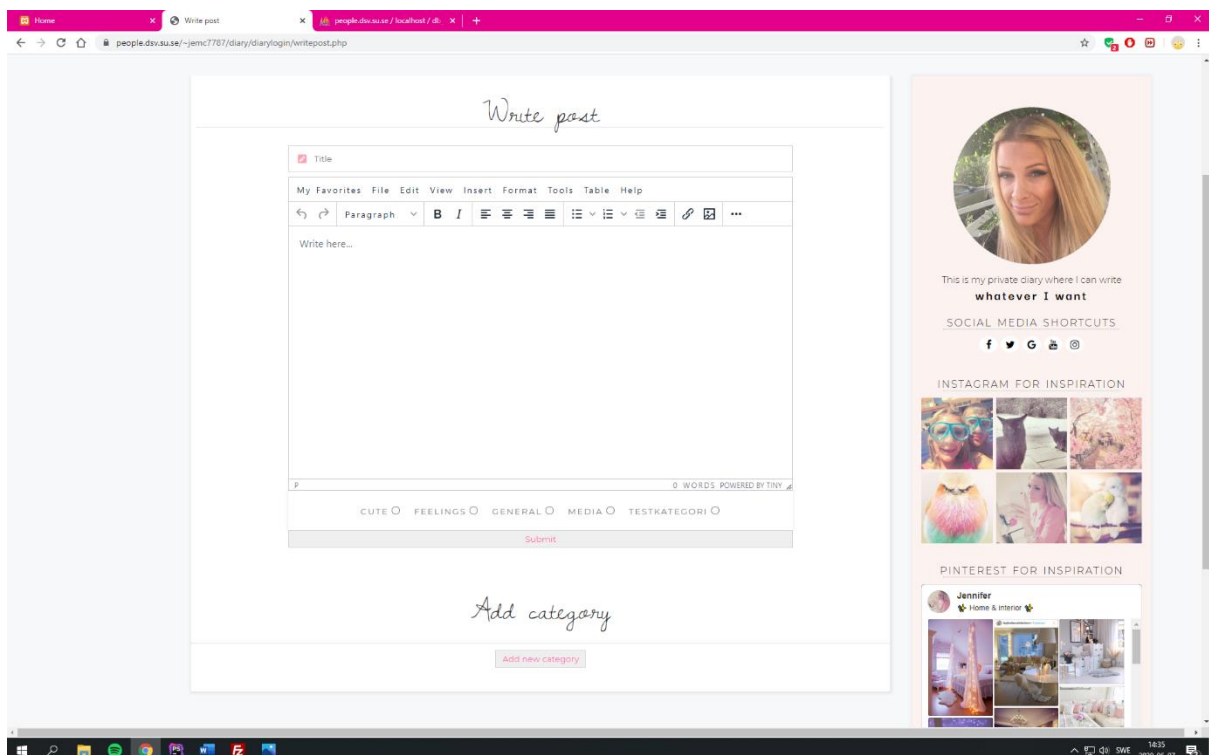 Home
Write post
people.dsv.su.se / localhost / db
people.dsv.su.se/~jemc7787/diary/diarylogin/writepost.php
Write post
Title
My Favorites File Edit View Insert Format Tools Table Help
Paragraph B I
Write here...
P 0 WORDS POWERED BY TINY
CUTE FEELINGS GENERAL MEDIA TESTKATEGORI
Submit
Add category
Add new category
This is my private diary where I can write
whatever I want
SOCIAL MEDIA SHORTCUTS
INSTAGRAM FOR INSPIRATION
PINTEREST FOR INSPIRATION
Jennifer
Home & interior
SWE
14:35